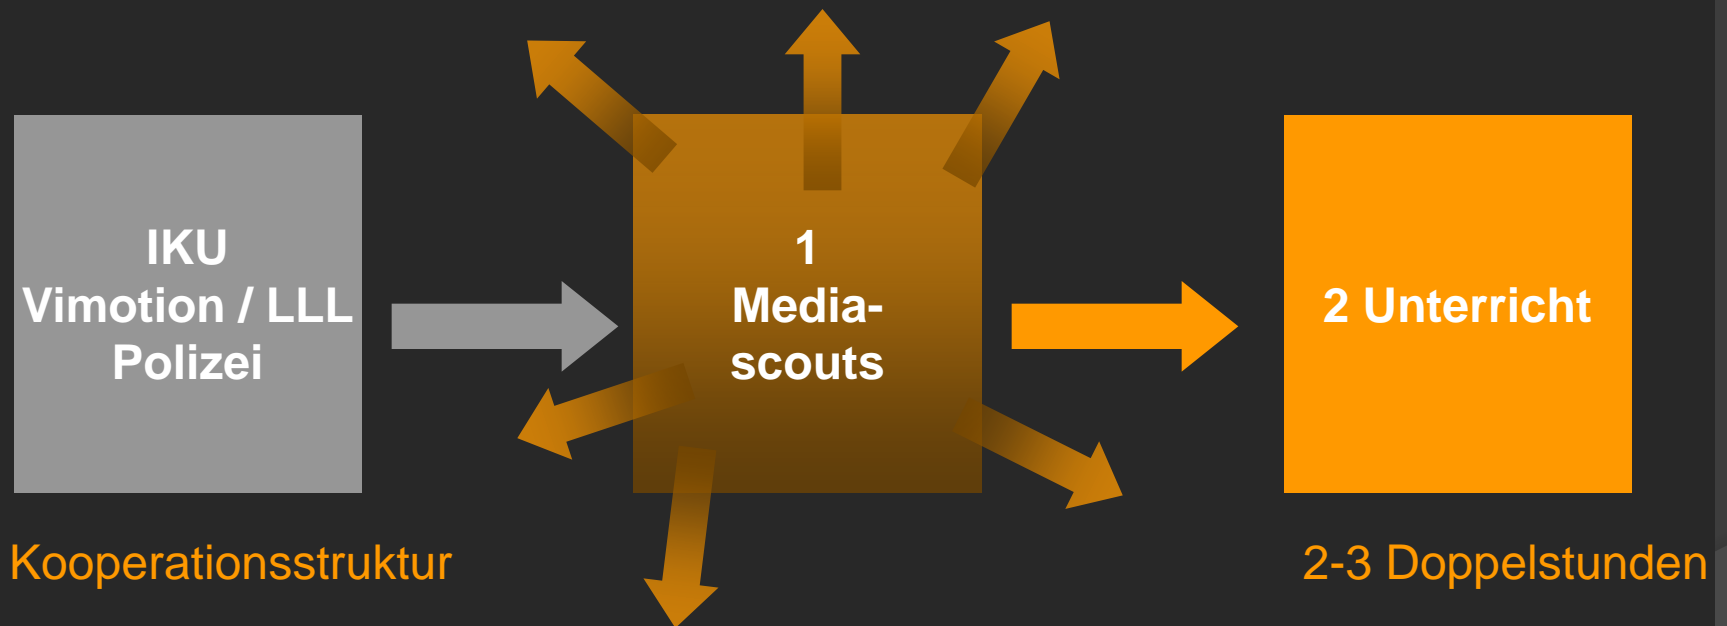 IKU
Vimotion / LLL
Polizei
1
Media-
scouts
2 Unterricht
Kooperationsstruktur
2-3 Doppelstunden